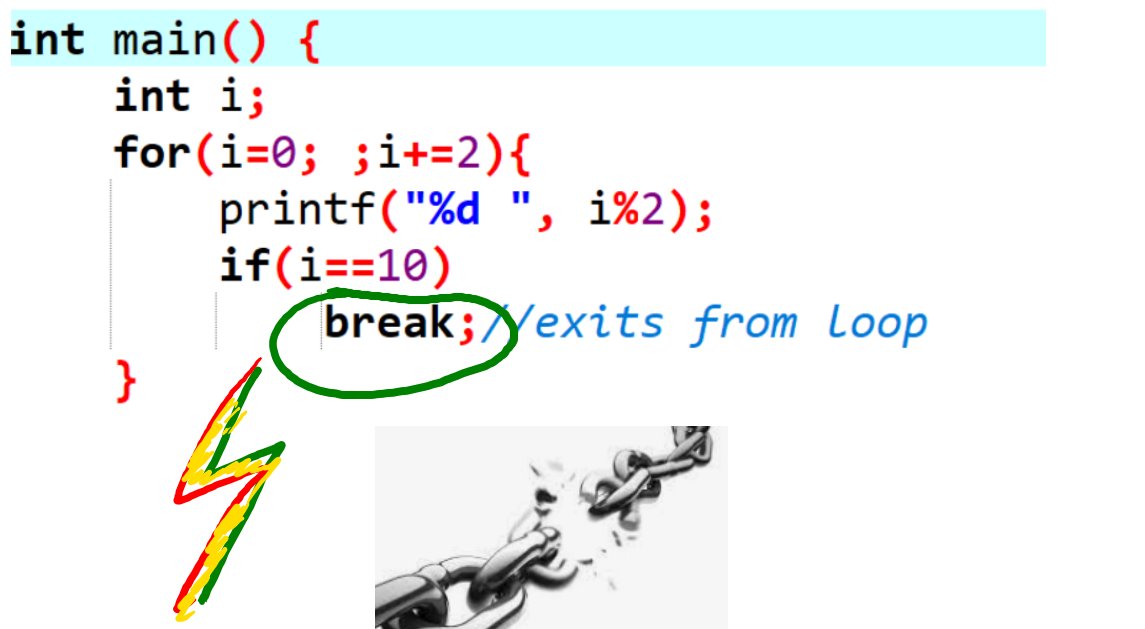 int main() {
int i;
for(i=0; ;i+=2){
printf("%d ", i%2);
if(i==10)
break;//exits from loop
}